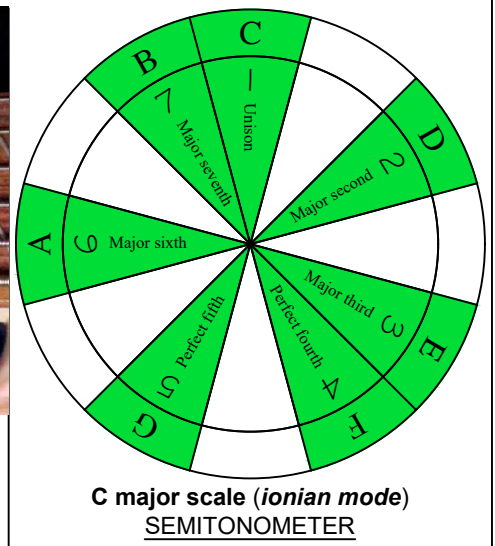 C
1 Unison
D
2 Major second
E
3 Major third
F
4 Perfect fourth
G
5 Perfect fifth
A
6 Major sixth
B
7 Major seventh
C major scale (ionian mode)
SEMITONOMETER